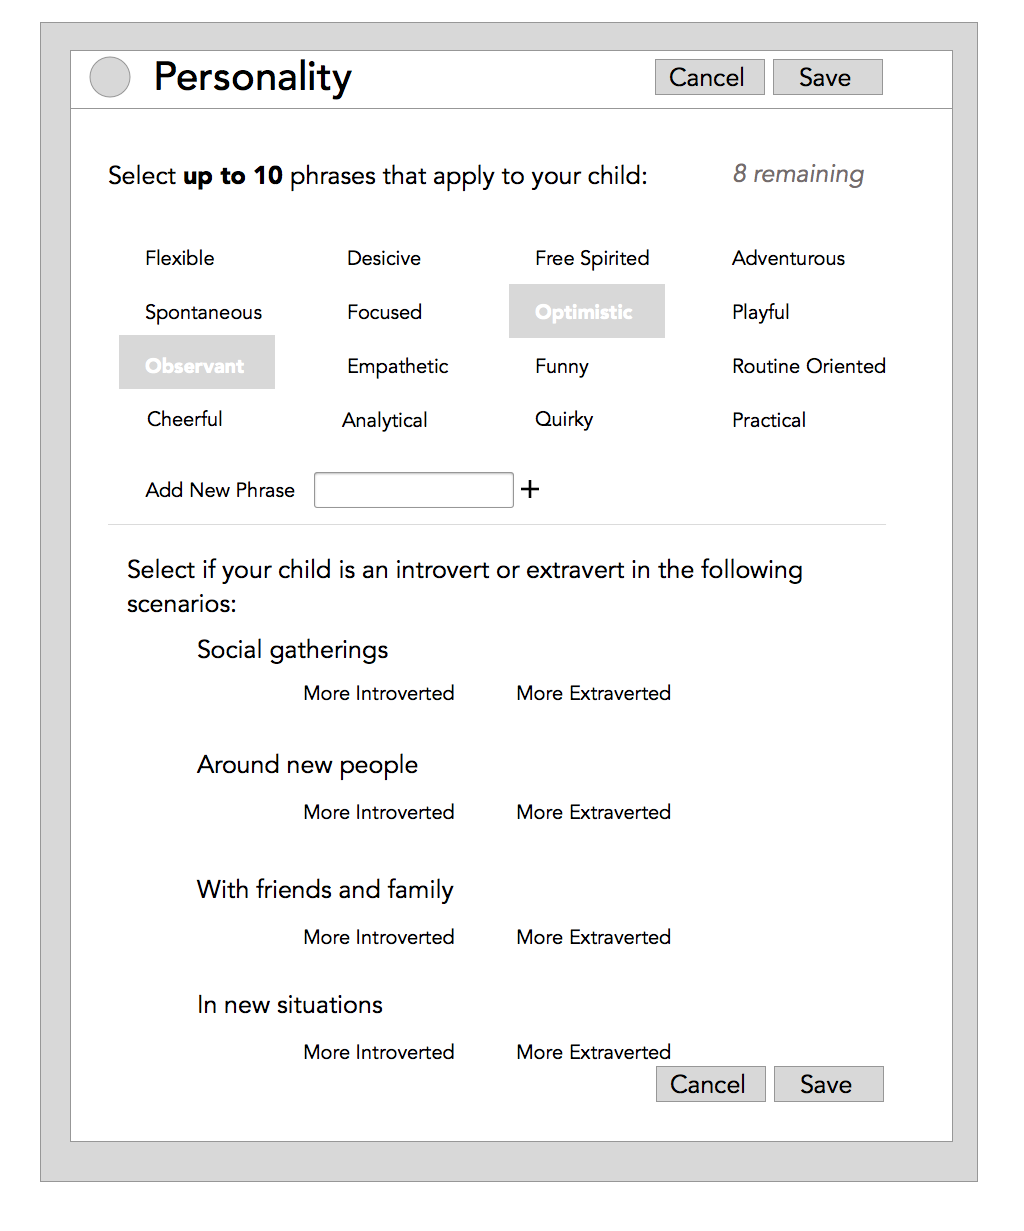 Personality
Cancel Save
Select up to 10 phrases that apply to your child: 8 remaining
Flexible Desicive Free Spirited Adventurous
Spontaneous Focused Optimistic Playful
Observant Empathetic Funny Routine Oriented
Cheerful Analytical Quirky Practical
Add New Phrase +
Select if your child is an introvert or extravert in the following
scenarios:
Social gatherings
More Introverted More Extraverted
Around new people
More Introverted More Extraverted
With friends and family
More Introverted More Extraverted
In new situations
More Introverted More Extraverted
Cancel Save